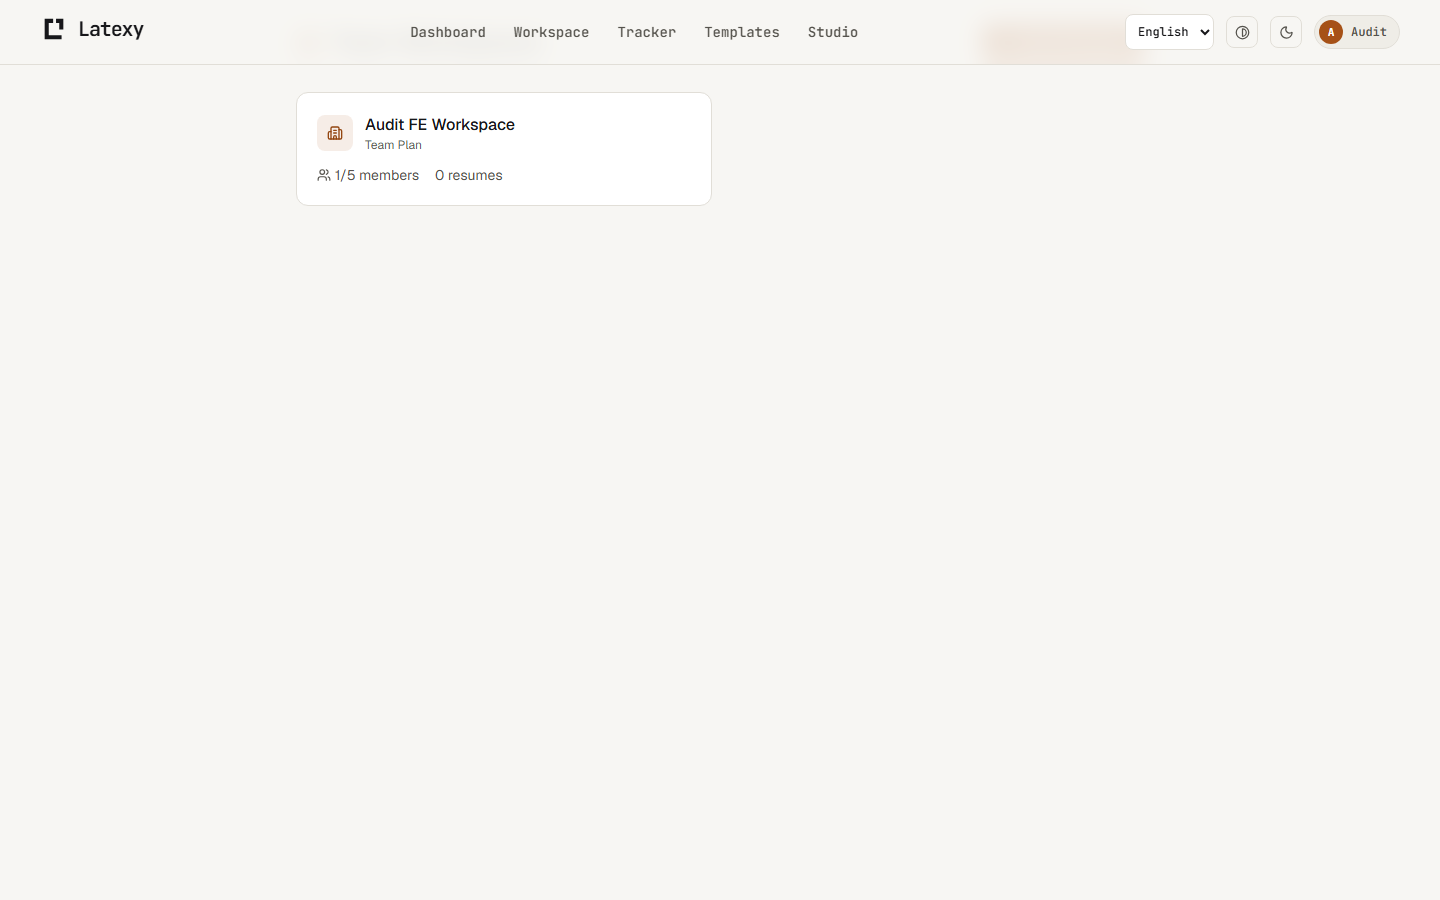 Latexy
Dashboard Workspace Tracker Templates Studio
English
A Audit
Audit FE Workspace
Team Plan
1/5 members 0 resumes